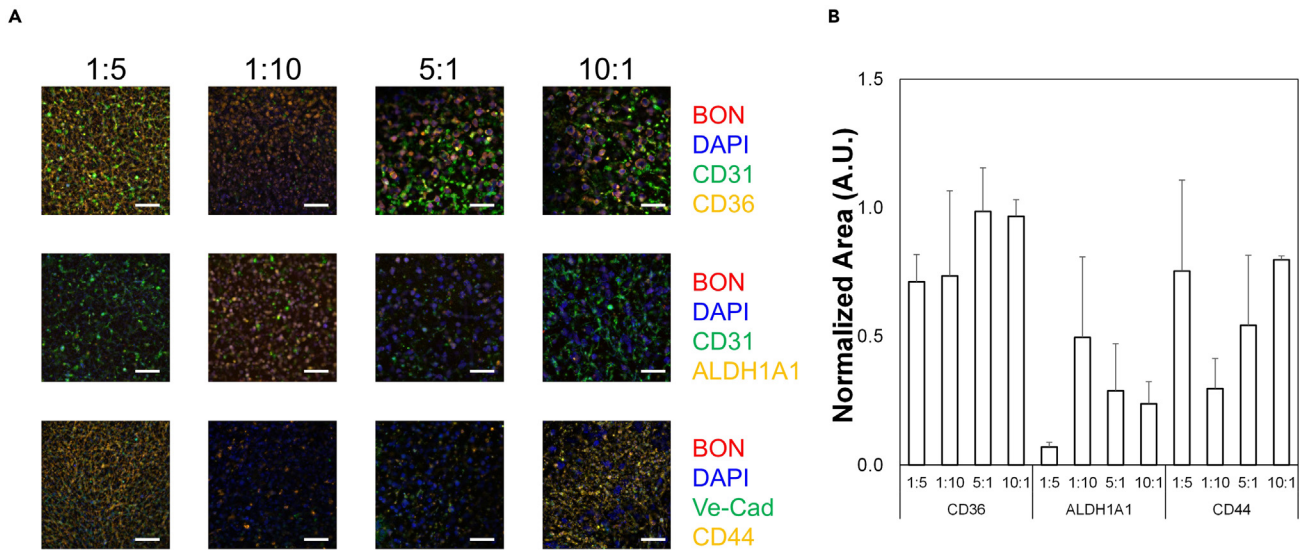 A
B
1:5
1:10
5:1
10:1
BON
DAPI
CD31
CD36
BON
DAPI
CD31
ALDH1A1
BON
DAPI
Ve-Cad
CD44
Normalized Area (A.U.)
1.5
1.0
0.5
0.0
1:5 1:10 5:1 10:1 1:5 1:10 5:1 10:1 1:5 1:10 5:1 10:1
CD36 ALDH1A1 CD44